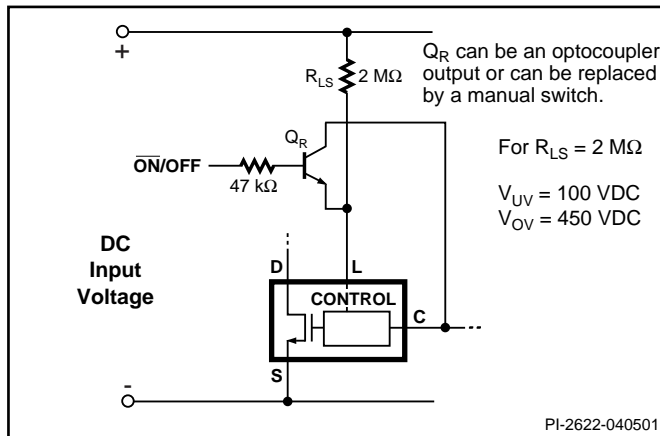 +
R_LS 2 MΩ
Q_R can be an optocoupler
output or can be replaced
by a manual switch.
Q_R
ON/OFF
47 kΩ
For R_LS = 2 MΩ
V_UV = 100 VDC
V_OV = 450 VDC
DC
Input
Voltage
D
L
CONTROL
C
S
-
PI-2622-040501